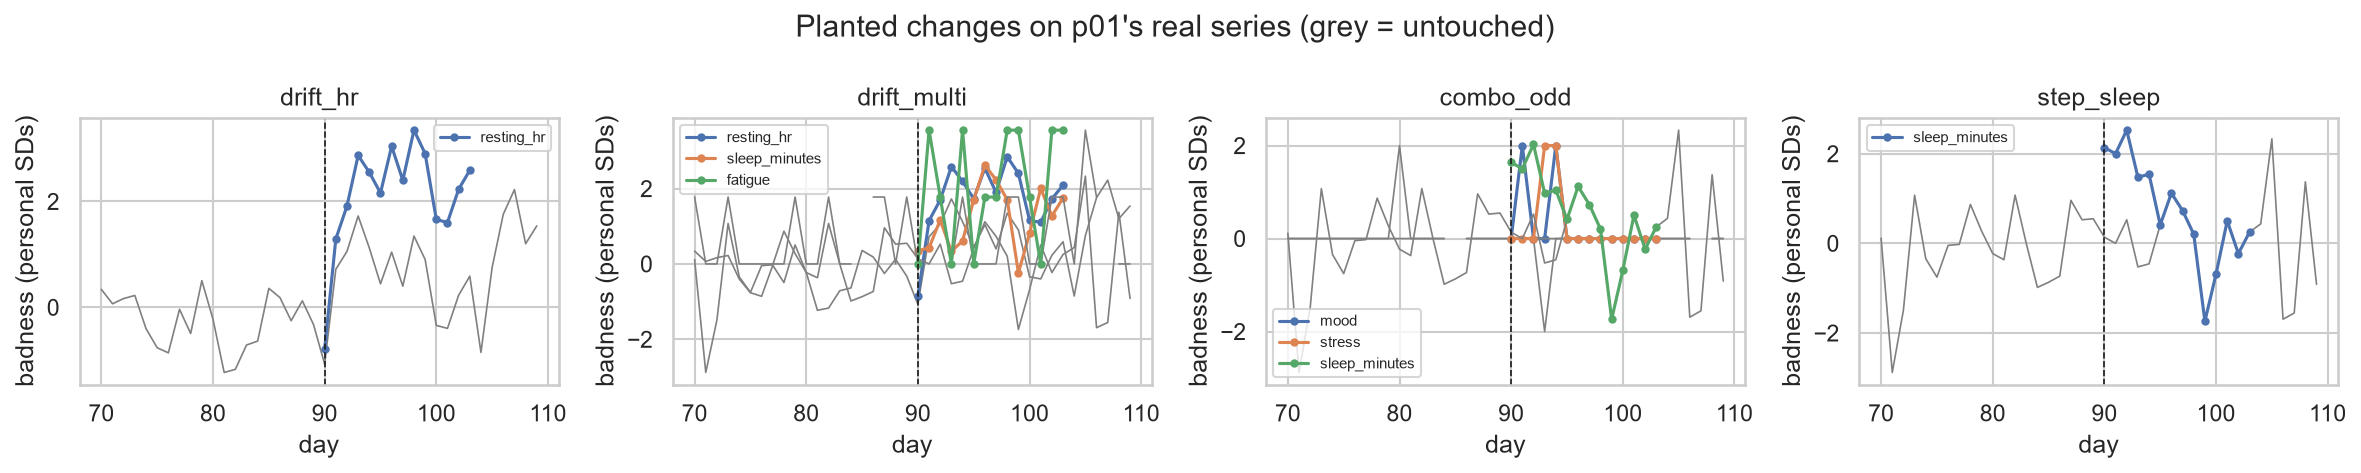 Planted changes on p01's real series (grey = untouched)
drift_hr
badness (personal SDs)
2
0
resting_hr
70
80
90
100
110
day
drift_multi
badness (personal SDs)
2
0
−2
resting_hr
sleep_minutes
fatigue
70
80
90
100
110
day
combo_odd
badness (personal SDs)
2
0
−2
mood
stress
sleep_minutes
70
80
90
100
110
day
step_sleep
badness (personal SDs)
2
0
−2
sleep_minutes
70
80
90
100
110
day